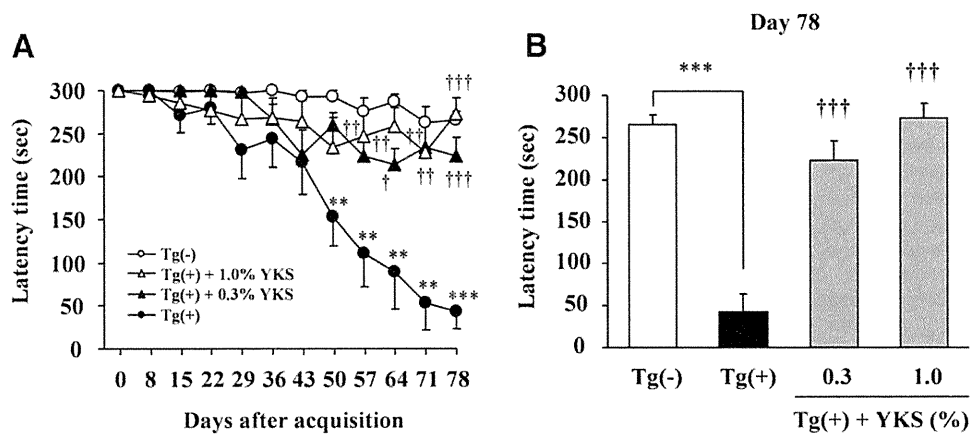 A
†††
300
250
200
150
100
50
0
Latency time (sec)
††
††
††
†
††
†††
**
**
**
**
***
Tg(-)
Tg(+) + 1.0% YKS
Tg(+) + 0.3% YKS
Tg(+)
0 8 15 22 29 36 43 50 57 64 71 78
Days after acquisition
B
Day 78
***
†††
†††
300
250
200
150
100
50
0
Latency time (sec)
Tg(-) Tg(+) 0.3 1.0
Tg(+) + YKS (%)